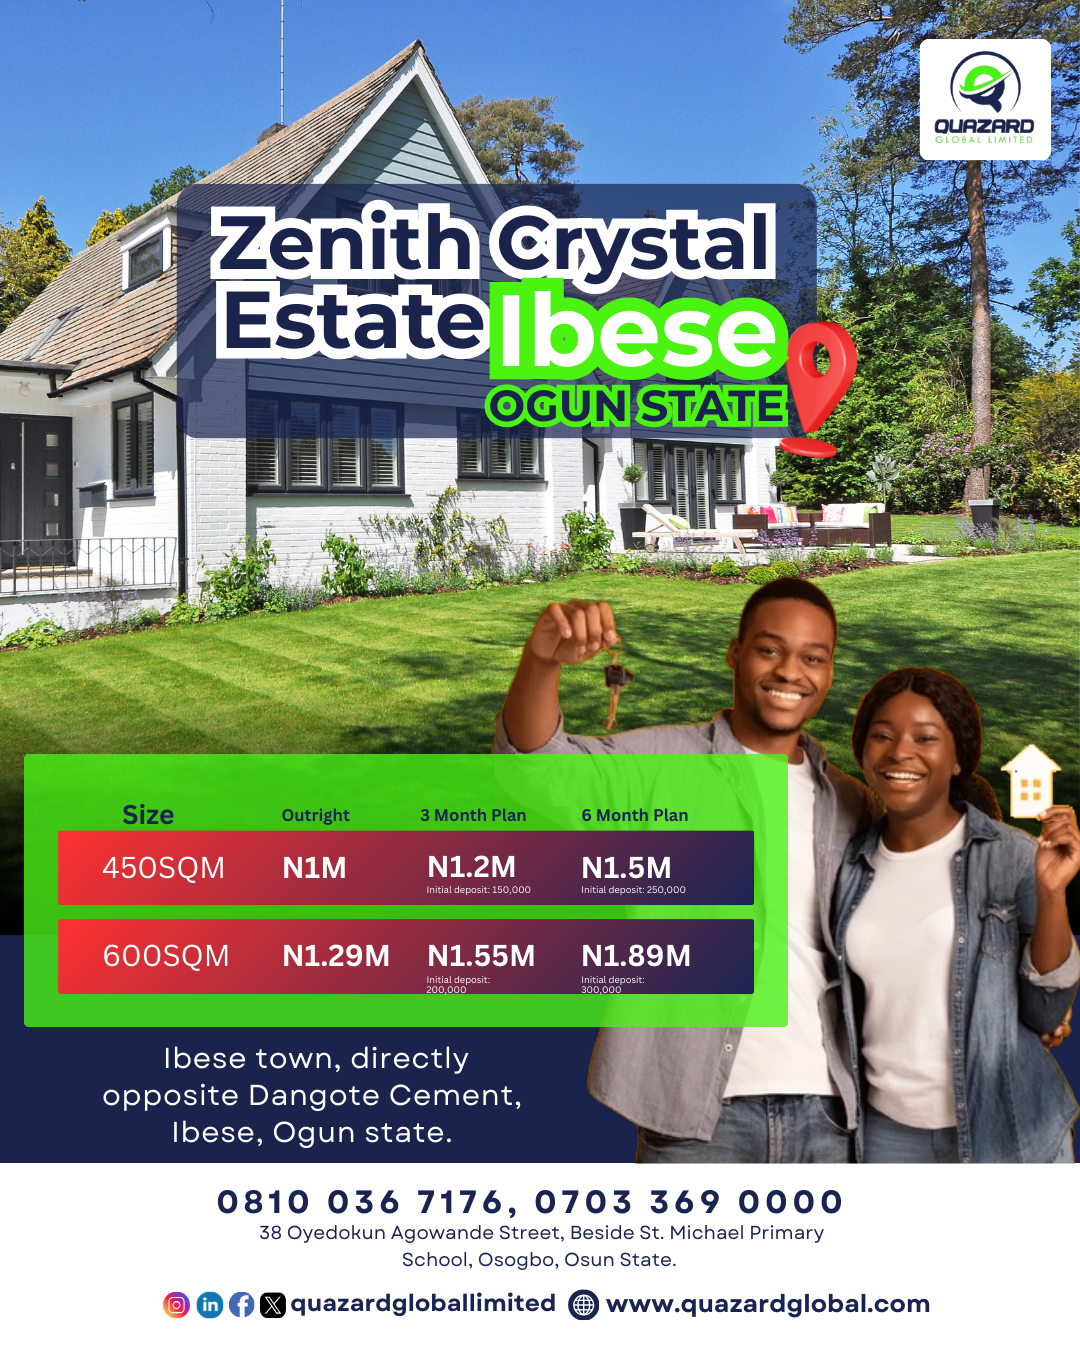 QUAZARD
GLOBAL LIMITED
Zenith Crystal
Estate Ibese
OGUN STATE
Size Outright 3 Month Plan 6 Month Plan
450SQM N1M N1.2M N1.5M
Initial deposit: 150,000 Initial deposit: 250,000
600SQM N1.29M N1.55M N1.89M
Initial deposit: Initial deposit:
200,000 300,000
Ibese town, directly
opposite Dangote Cement,
Ibese, Ogun state.
0810 036 7176, 0703 369 0000
38 Oyedokun Agowande Street, Beside St. Michael Primary
School, Osogbo, Osun State.
quazardgloballimited www.quazardglobal.com